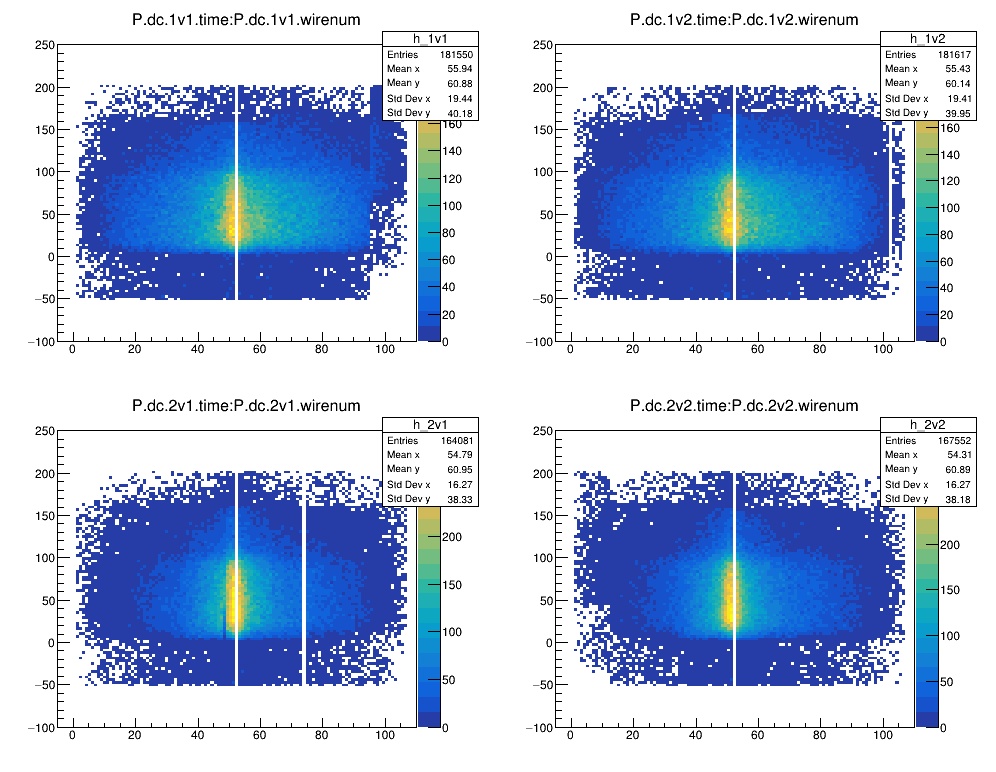 P.dc.1v1.time:P.dc.1v1.wirenum
h_1v1
Entries 181550
Mean x 55.94
Mean y 60.88
Std Dev x 19.44
Std Dev y 40.18
250
200
150
100
50
0
−50
−100
0 20 40 60 80 100
160
140
120
100
80
60
40
20
0
P.dc.1v2.time:P.dc.1v2.wirenum
h_1v2
Entries 181617
Mean x 55.43
Mean y 60.14
Std Dev x 19.41
Std Dev y 39.95
250
200
150
100
50
0
−50
−100
0 20 40 60 80 100
160
140
120
100
80
60
40
20
0
P.dc.2v1.time:P.dc.2v1.wirenum
h_2v1
Entries 164081
Mean x 54.79
Mean y 60.95
Std Dev x 16.27
Std Dev y 38.33
250
200
150
100
50
0
−50
−100
0 20 40 60 80 100
200
150
100
50
0
P.dc.2v2.time:P.dc.2v2.wirenum
h_2v2
Entries 167552
Mean x 54.31
Mean y 60.89
Std Dev x 16.27
Std Dev y 38.18
250
200
150
100
50
0
−50
−100
0 20 40 60 80 100
200
150
100
50
0